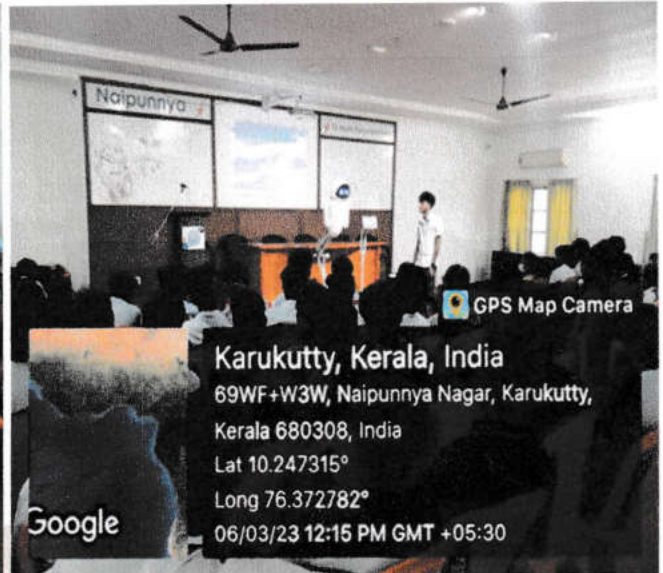 Naipunnya
GPS Map Camera
Karukutty, Kerala, India
69WF+W3W, Naipunnya Nagar, Karukutty,
Kerala 680308, India
Lat 10.247315°
Long 76.372782°
Google
06/03/23 12:15 PM GMT +05:30